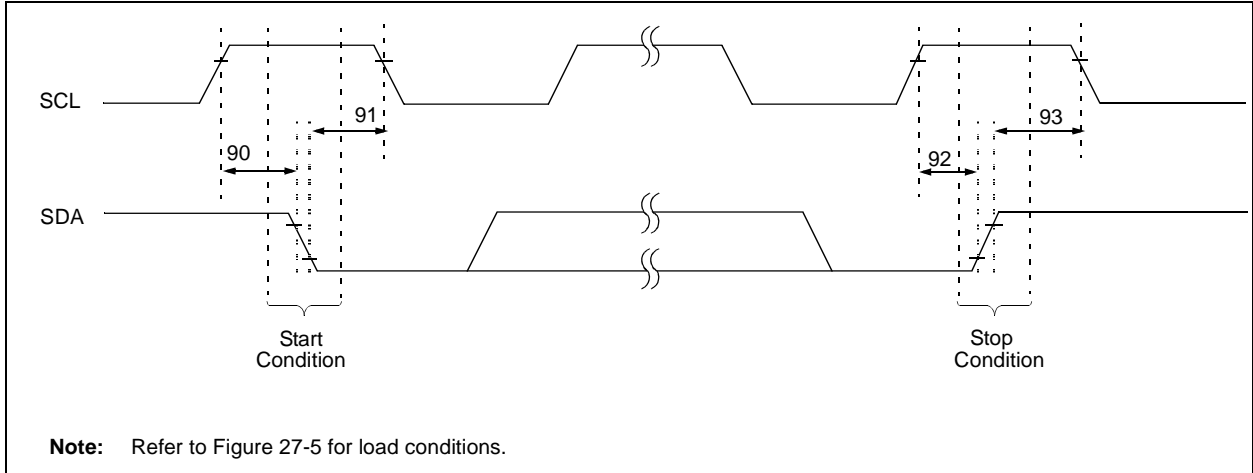 SCL
91
93
90
92
SDA
Start
Condition
Stop
Condition
Note: Refer to Figure 27-5 for load conditions.